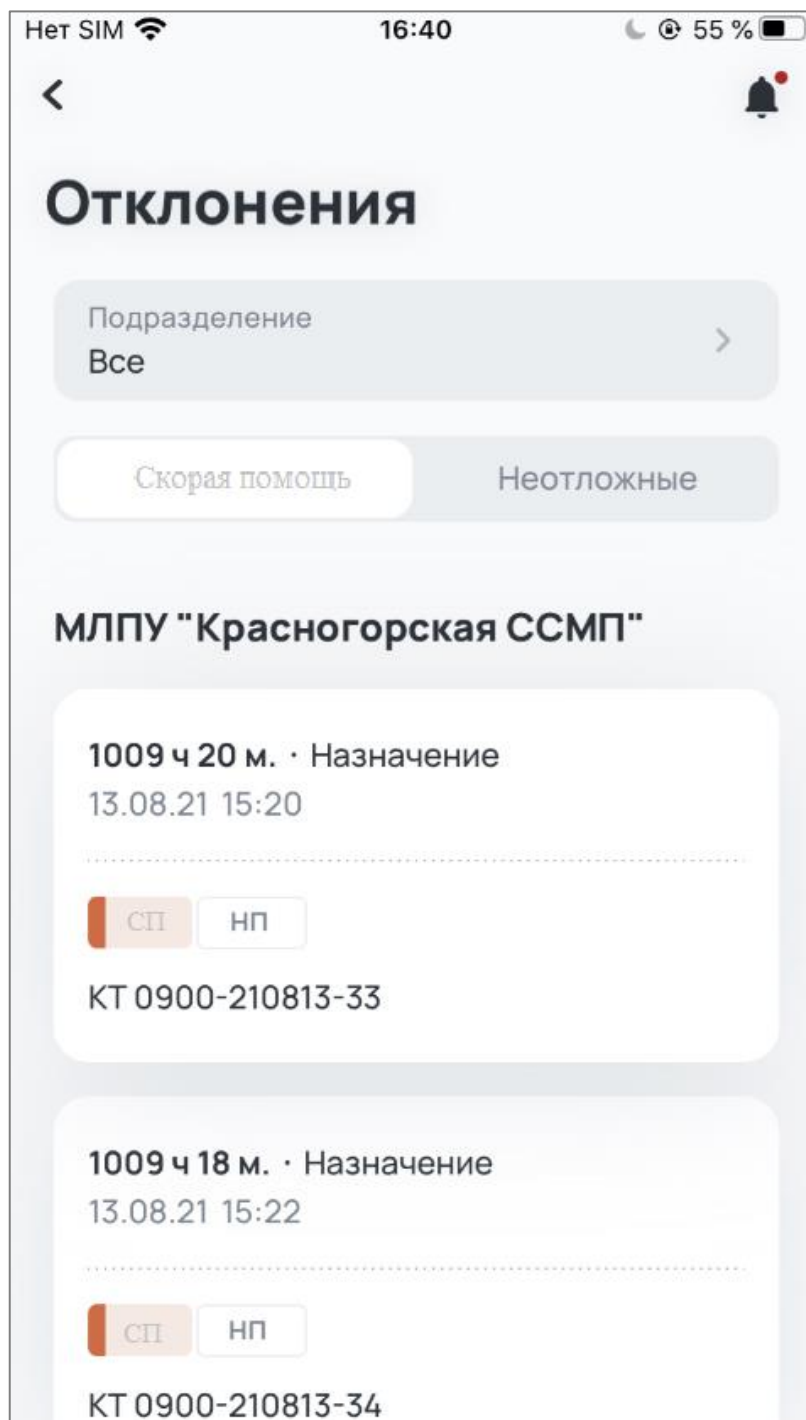 Нет SIM 16:40 55 %
Отклонения
Подразделение
Все
Скорая помощь Неотложные
МЛПУ "Красногорская ССМП"
1009 ч 20 м. · Назначение
13.08.21 15:20
СП НП
КТ 0900-210813-33
1009 ч 18 м. · Назначение
13.08.21 15:22
СП НП
КТ 0900-210813-34